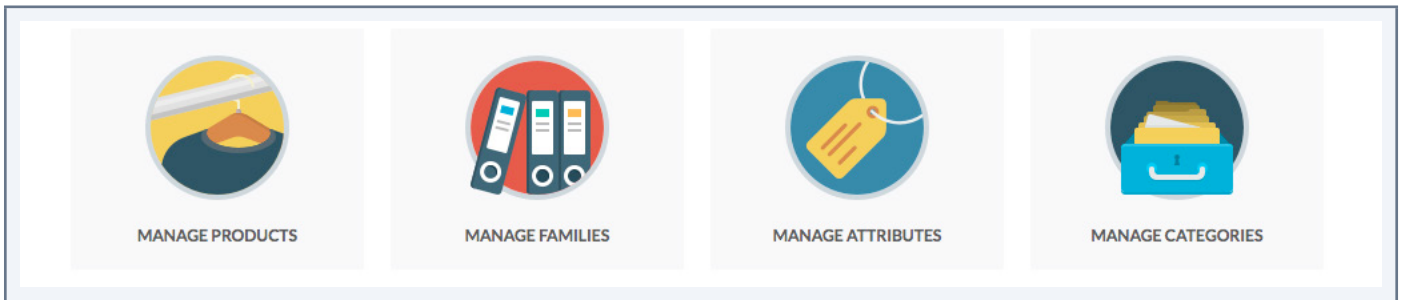 MANAGE PRODUCTS
MANAGE FAMILIES
MANAGE ATTRIBUTES
MANAGE CATEGORIES